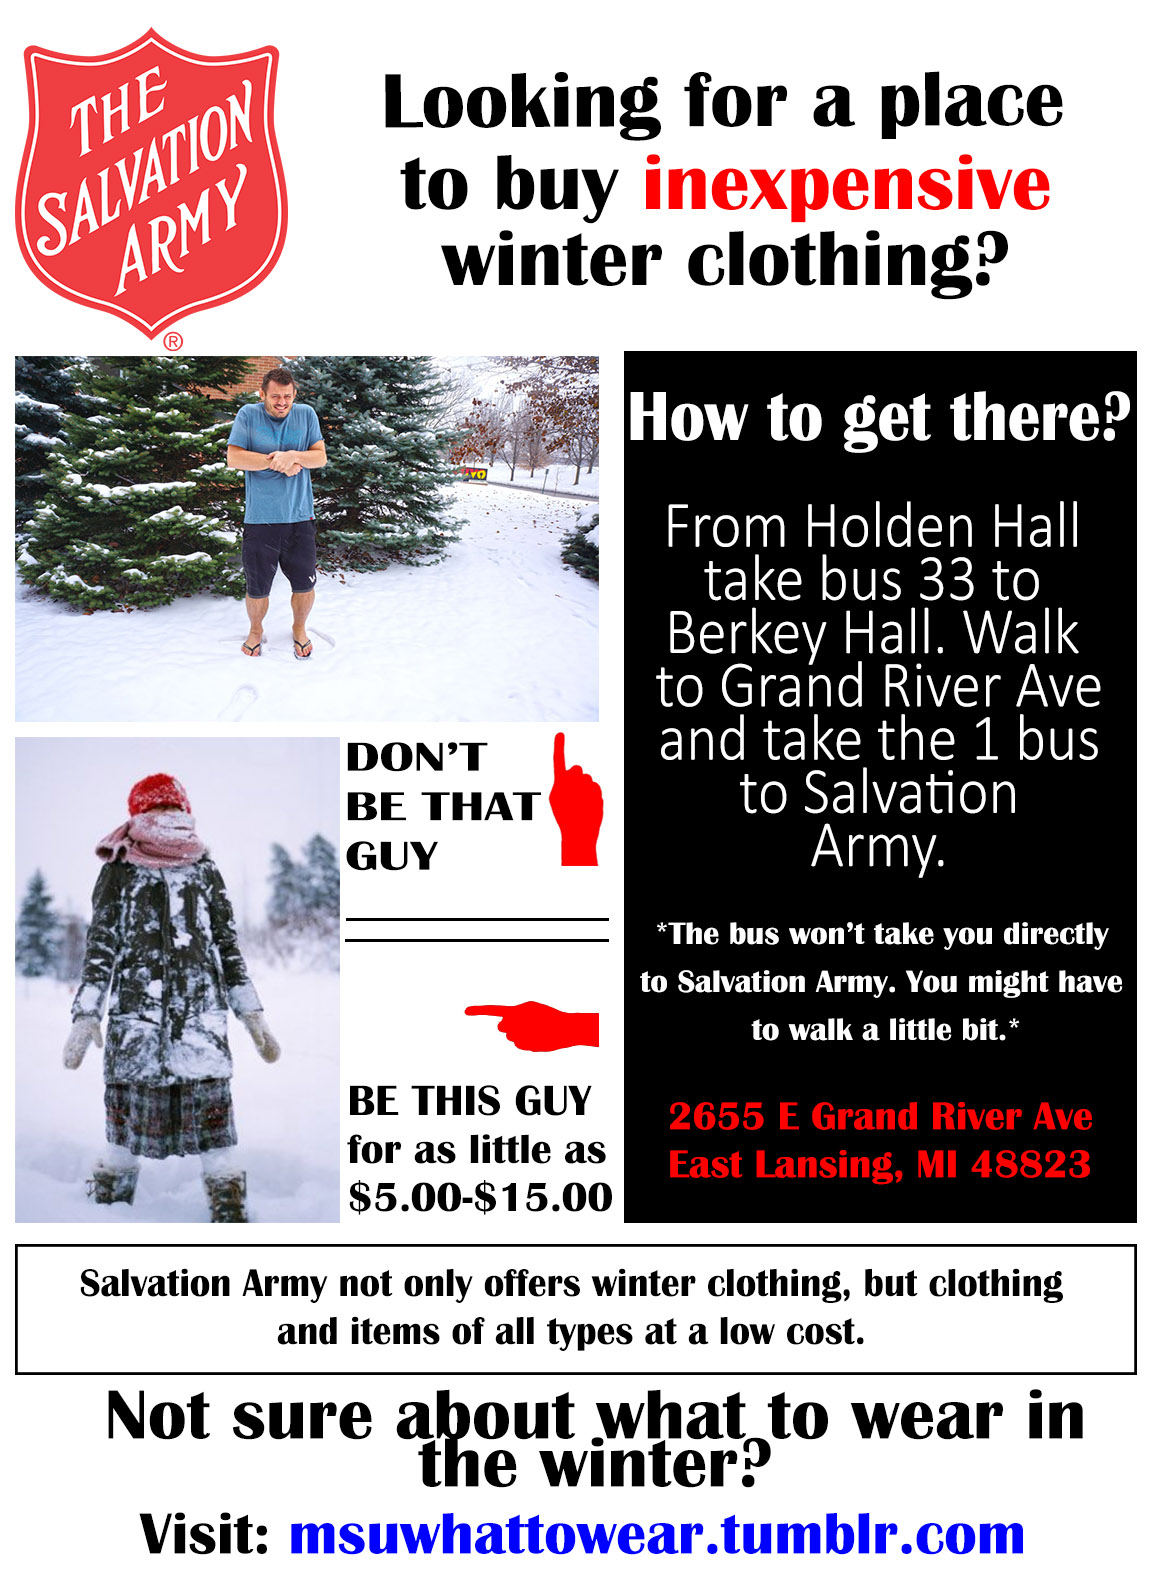 THE
SALVATION
ARMY
®
Looking for a place
to buy inexpensive
winter clothing?
How to get there?
From Holden Hall
take bus 33 to
Berkey Hall. Walk
to Grand River Ave
and take the 1 bus
to Salvation
Army.
*The bus won't take you directly
to Salvation Army. You might have
to walk a little bit.*
2655 E Grand River Ave
East Lansing, MI 48823
DON'T
BE THAT
GUY
BE THIS GUY
for as little as
$5.00-$15.00
Salvation Army not only offers winter clothing, but clothing
and items of all types at a low cost.
Not sure about what to wear in
the winter?
Visit: msuwhattowear.tumblr.com